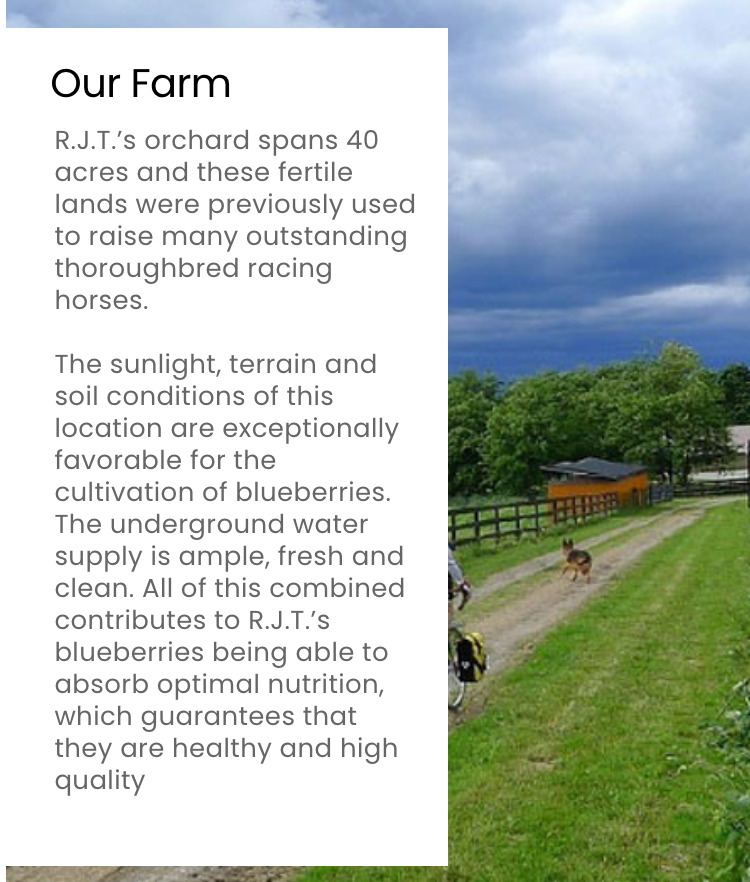 Our Farm
R.J.T.’s orchard spans 40
acres and these fertile
lands were previously used
to raise many outstanding
thoroughbred racing
horses.
The sunlight, terrain and
soil conditions of this
location are exceptionally
favorable for the
cultivation of blueberries.
The underground water
supply is ample, fresh and
clean. All of this combined
contributes to R.J.T.’s
blueberries being able to
absorb optimal nutrition,
which guarantees that
they are healthy and high
quality